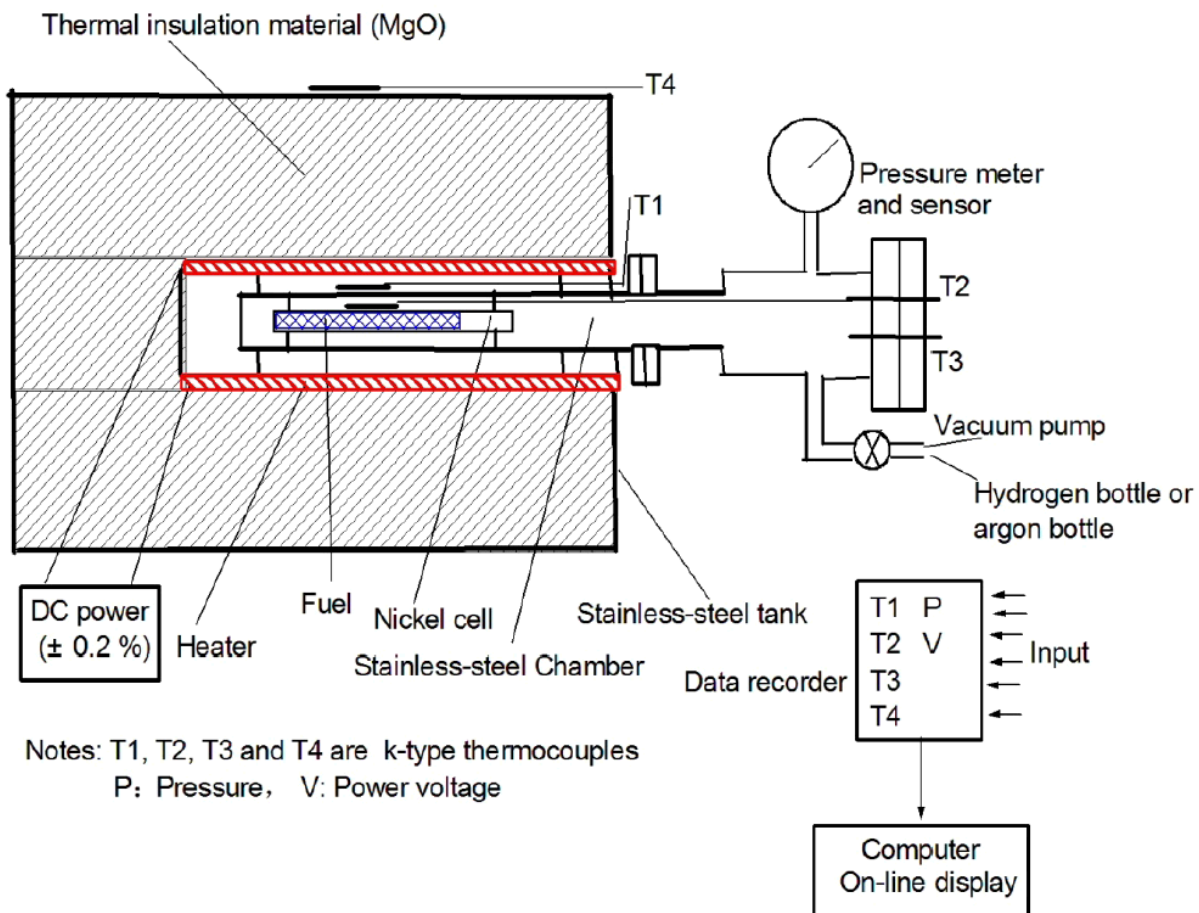 Thermal insulation material (MgO)
T4
T1
Pressure meter
and sensor
T2
T3
Vacuum pump
Hydrogen bottle or
argon bottle
DC power
(± 0.2 %)
Heater
Fuel
Nickel cell
Stainless-steel Chamber
Stainless-steel tank
Data recorder
T1 P
T2 V
T3
T4
Input
Notes: T1, T2, T3 and T4 are k-type thermocouples
P: Pressure, V: Power voltage
Computer
On-line display